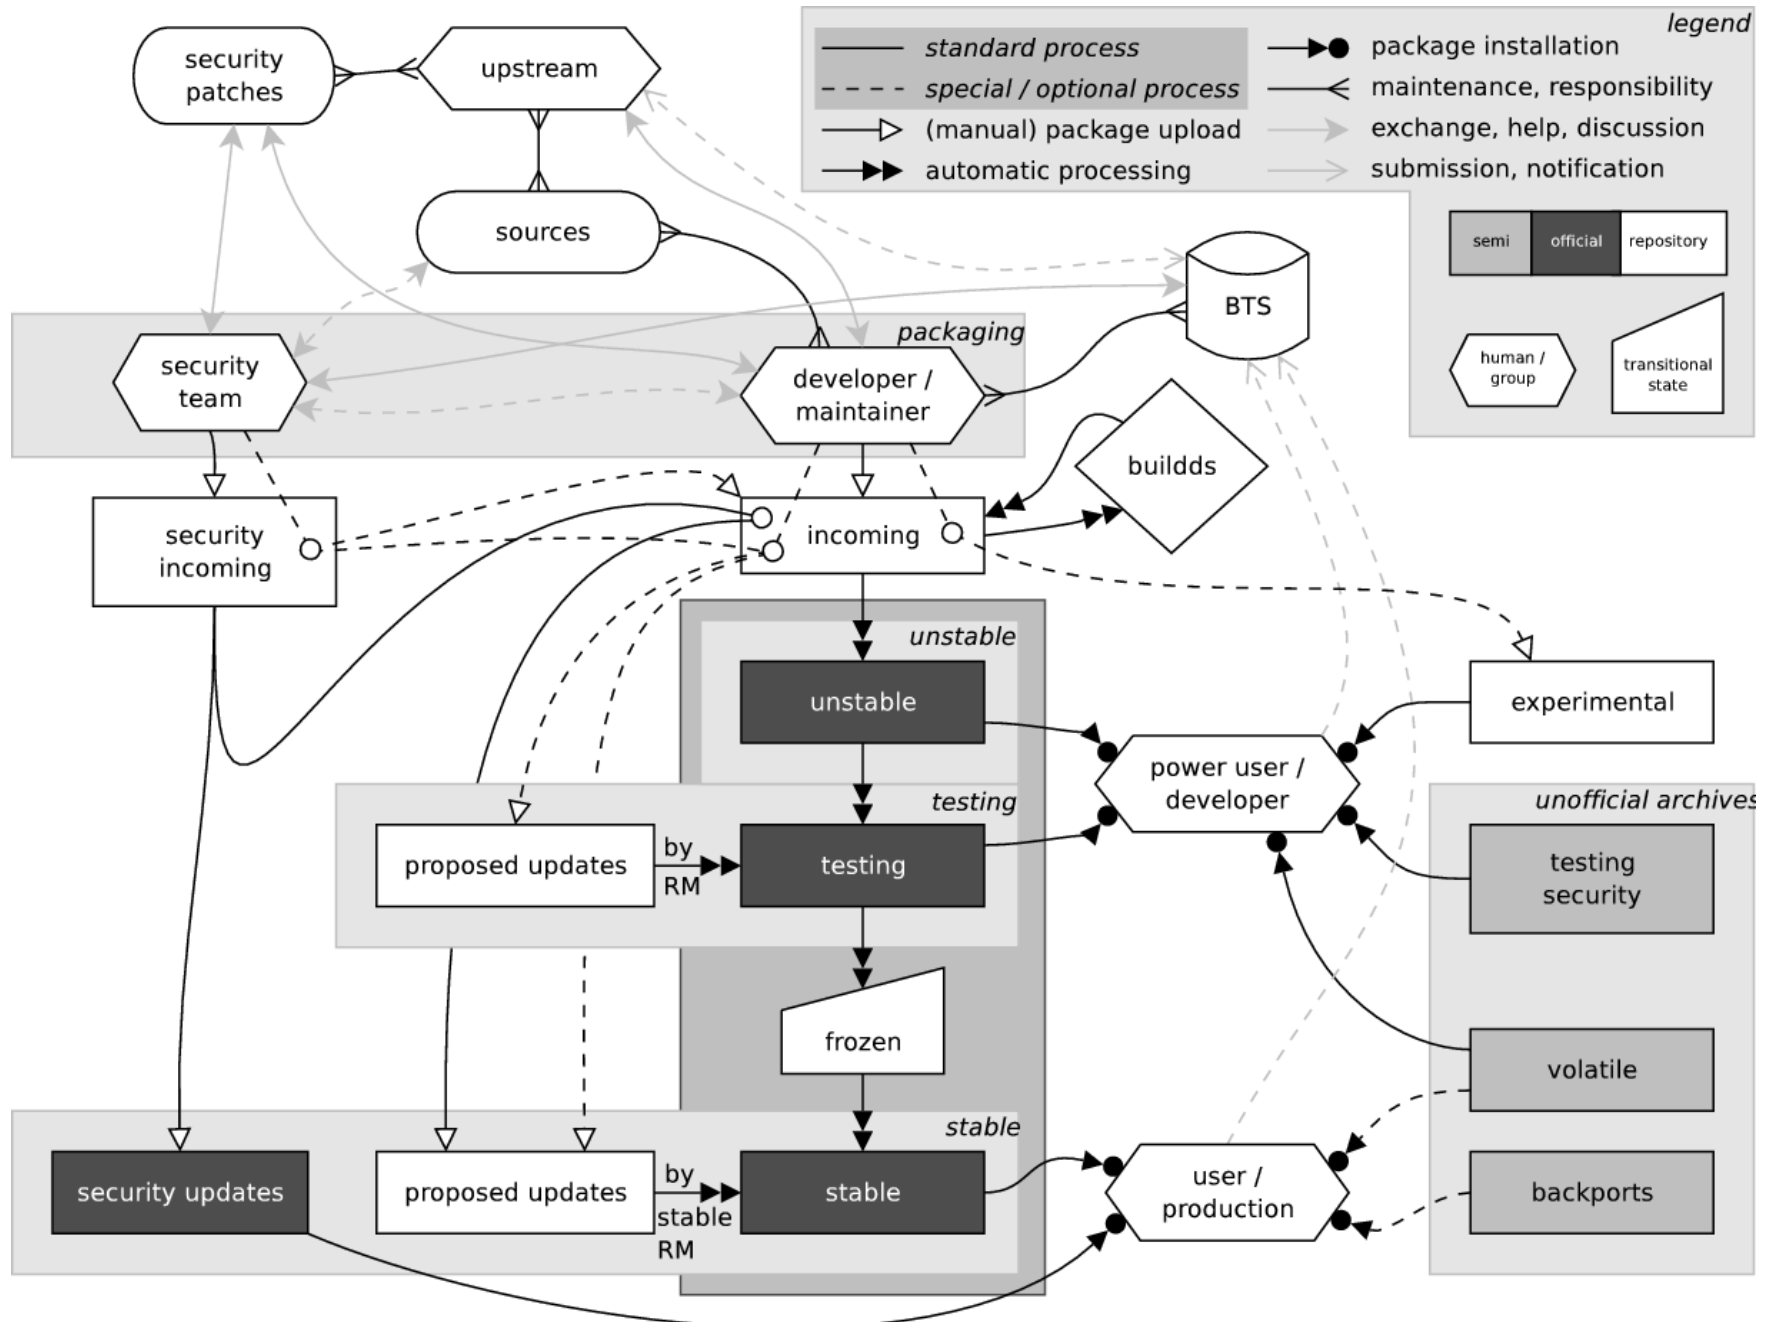 security
patches
upstream
sources
legend
standard process
special / optional process
(manual) package upload
automatic processing
package installation
maintenance, responsibility
exchange, help, discussion
submission, notification
semi
official
repository
human /
group
transitional
state
BTS
packaging
security
team
developer /
maintainer
buildds
security
incoming
incoming
unstable
unstable
experimental
power user /
developer
testing
proposed updates
by
RM
testing
unofficial archives
testing
security
frozen
volatile
stable
security updates
proposed updates
by
stable
RM
stable
user /
production
backports